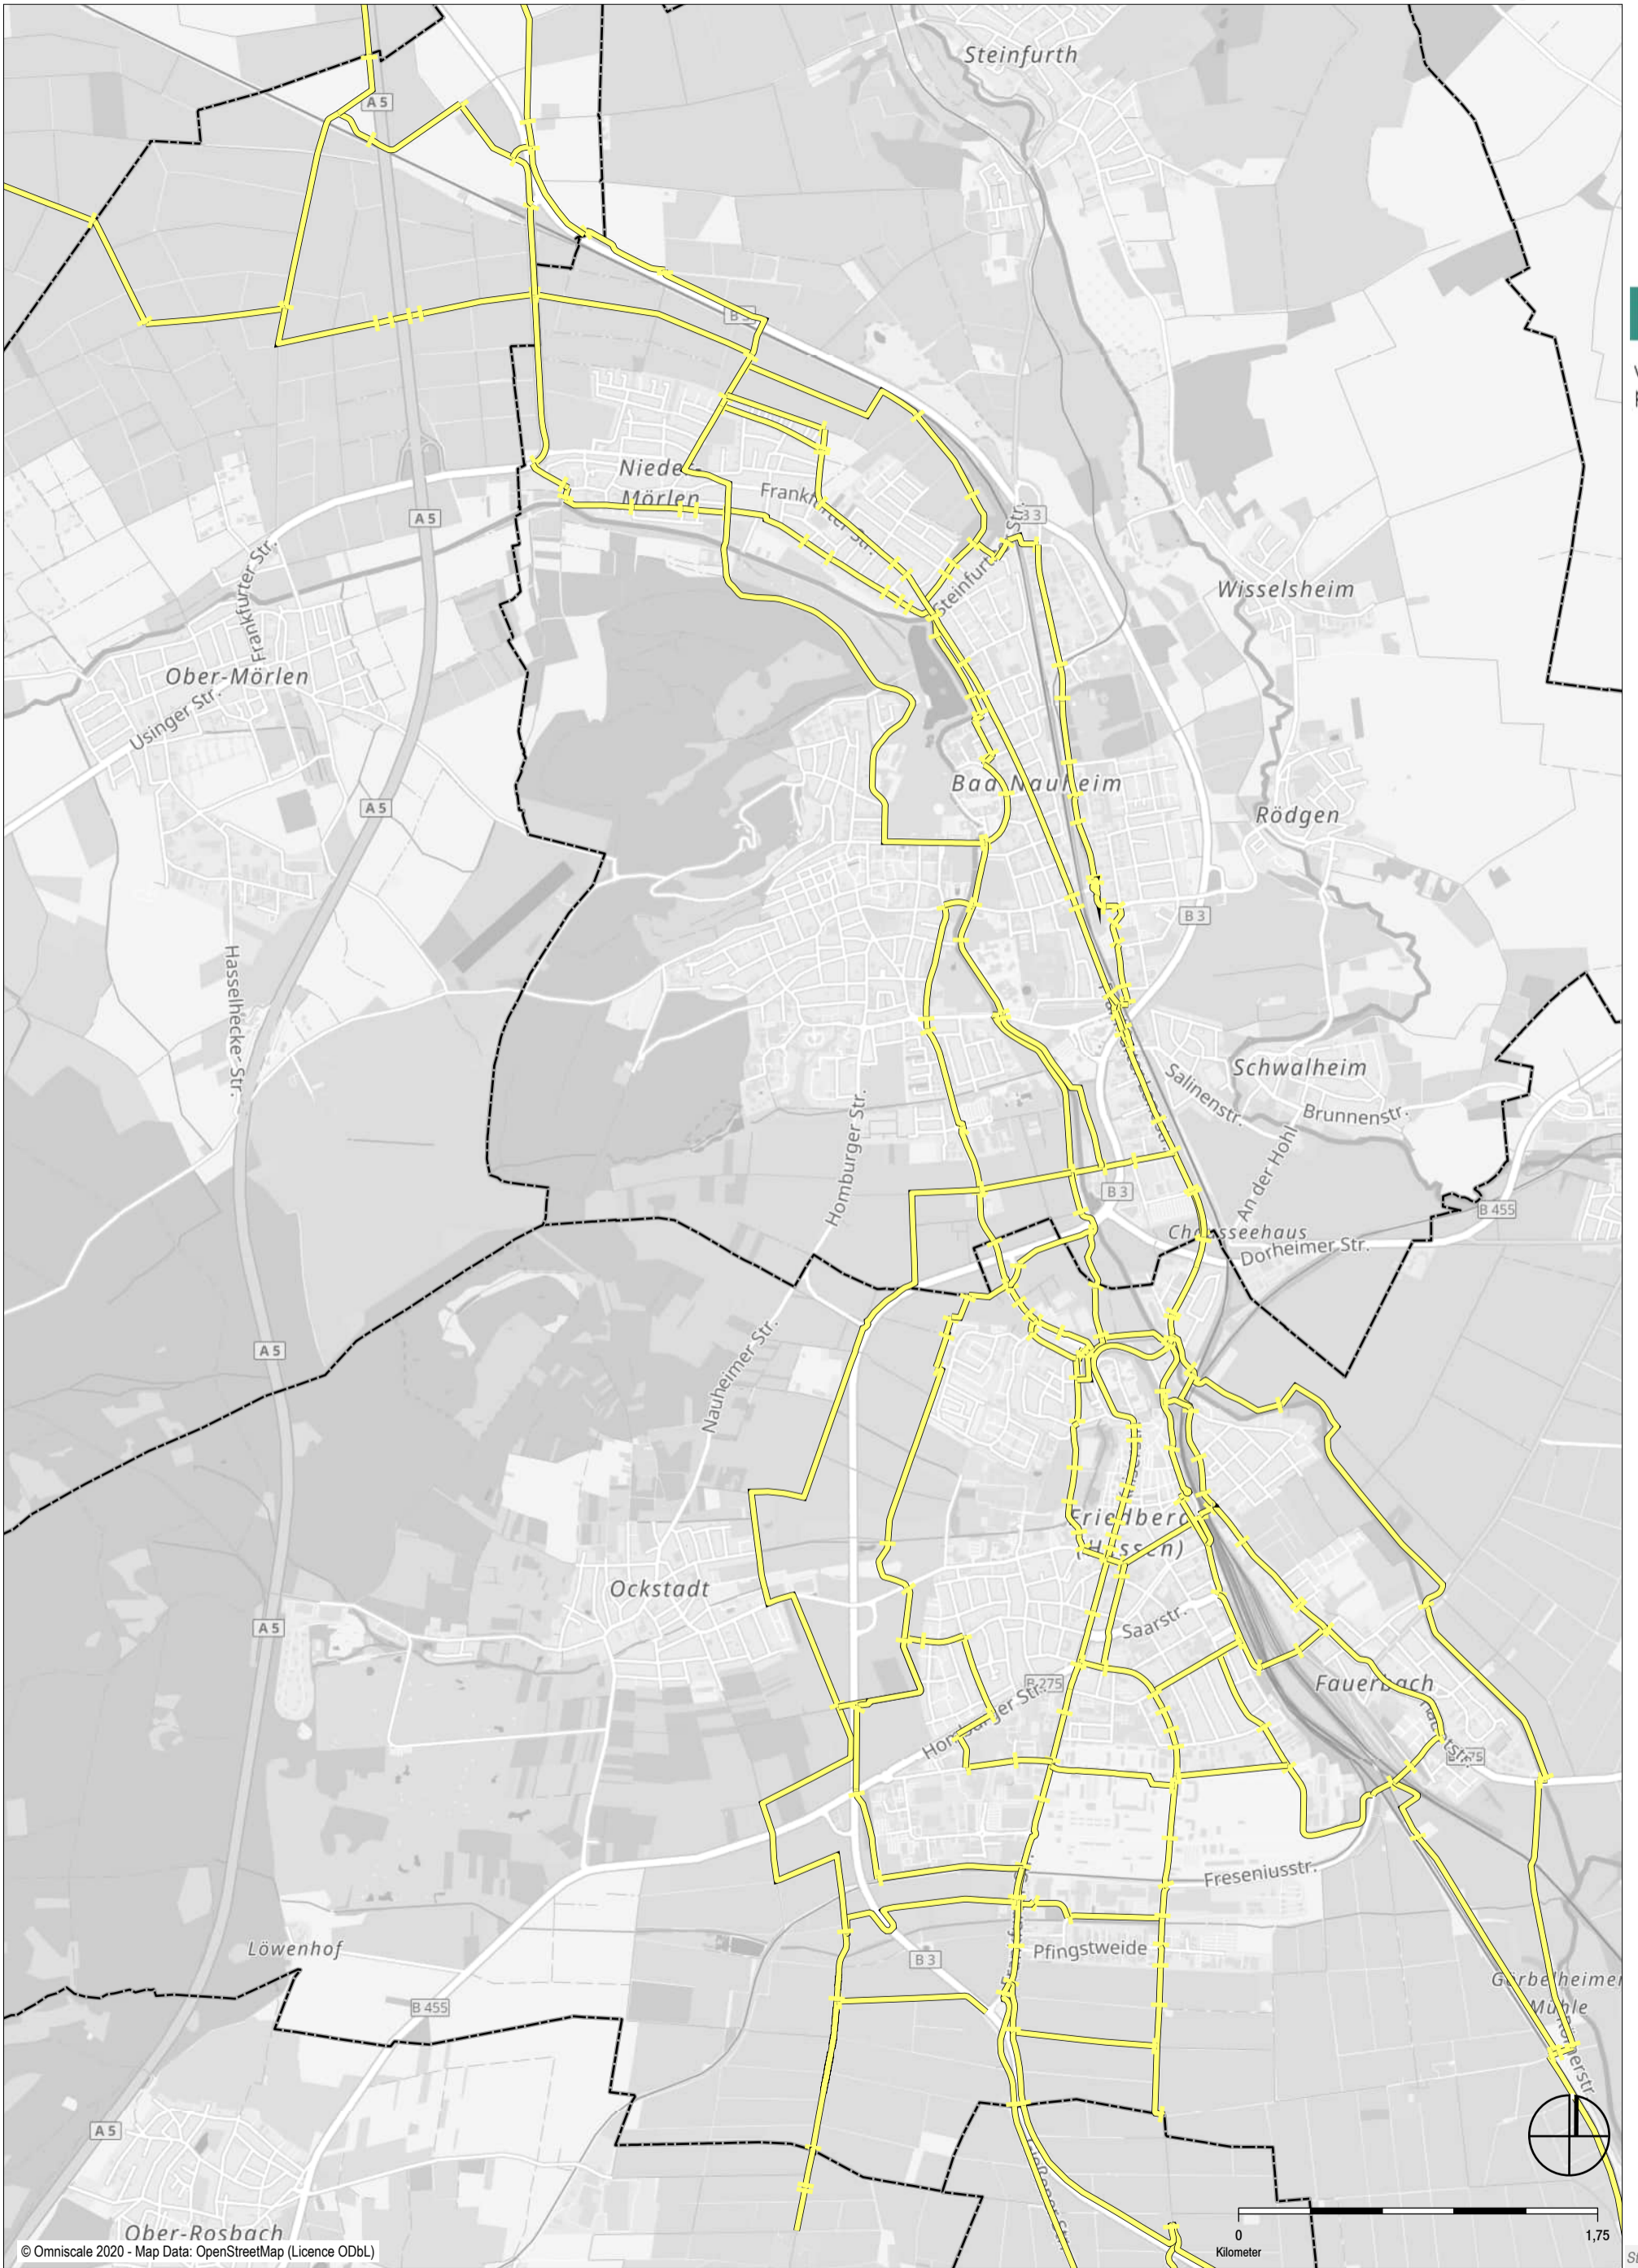 Steinfurth
A 5
B 3
Nieder-
Mörlen
Frankfurter Str.
B 3
A 5
Steinfurth Str.
Frankfurter Str.
Wisselsheim
Ober-Mörlen
Usinger Str.
Bad Nauheim
A 5
Rödgen
B 3
Hasselhecke-Str.
Schwalheim
Salinenstr.
Brunnenstr.
Homburger Str.
An der Hohl
B 3
B 455
Chausseehaus
Dorheimer Str.
A 5
Nauheimer Str.
Friedberg
(Hessen)
Ockstadt
A 5
Saarstr.
Fauerbach
B 275
Homburger Str.
B 275
Freseniusstr.
Löwenhof
Pfingstweide
B 3
Görbelheimer
Mühle
B 455
A 5
Ober-Rosbach
0
1,75
Kilometer
© Omniscale 2020 - Map Data: OpenStreetMap (Licence ODbL)